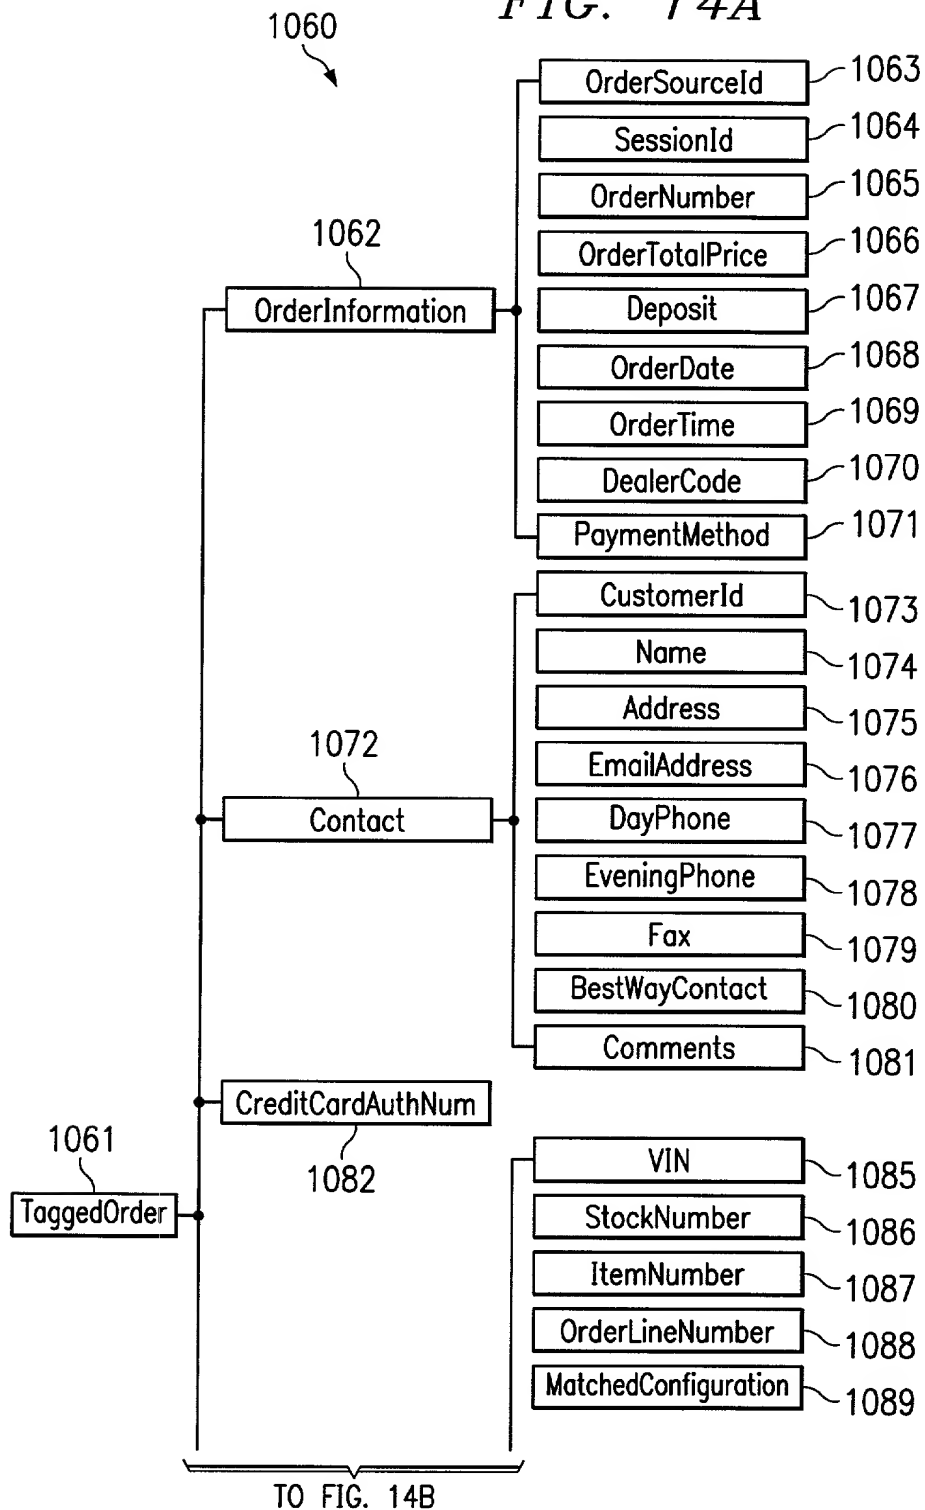 FIG. 14A
1060
OrderSourceId 1063
SessionId 1064
OrderNumber 1065
1062
OrderTotalPrice 1066
OrderInformation
Deposit 1067
OrderDate 1068
OrderTime 1069
DealerCode 1070
PaymentMethod 1071
CustomerId 1073
Name 1074
Address 1075
1072
EmailAddress 1076
Contact
DayPhone 1077
EveningPhone 1078
Fax 1079
BestWayContact 1080
Comments 1081
CreditCardAuthNum
1082
1061
TaggedOrder
VIN 1085
StockNumber 1086
ItemNumber 1087
OrderLineNumber 1088
MatchedConfiguration 1089
TO FIG. 14B